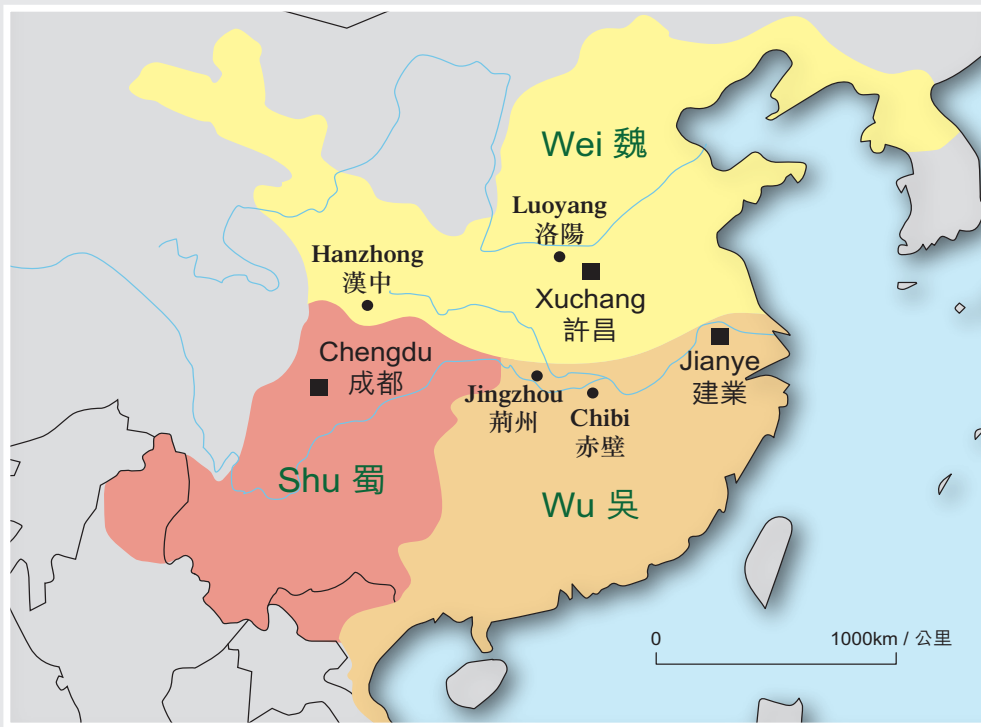 Wei 魏
Luoyang
洛陽
Hanzhong
漢中
Xuchang
許昌
Chengdu
成都
Jianye
建業
Jingzhou
荊州
Chibi
赤壁
Shu 蜀
Wu 吳
0
1000km / 公里